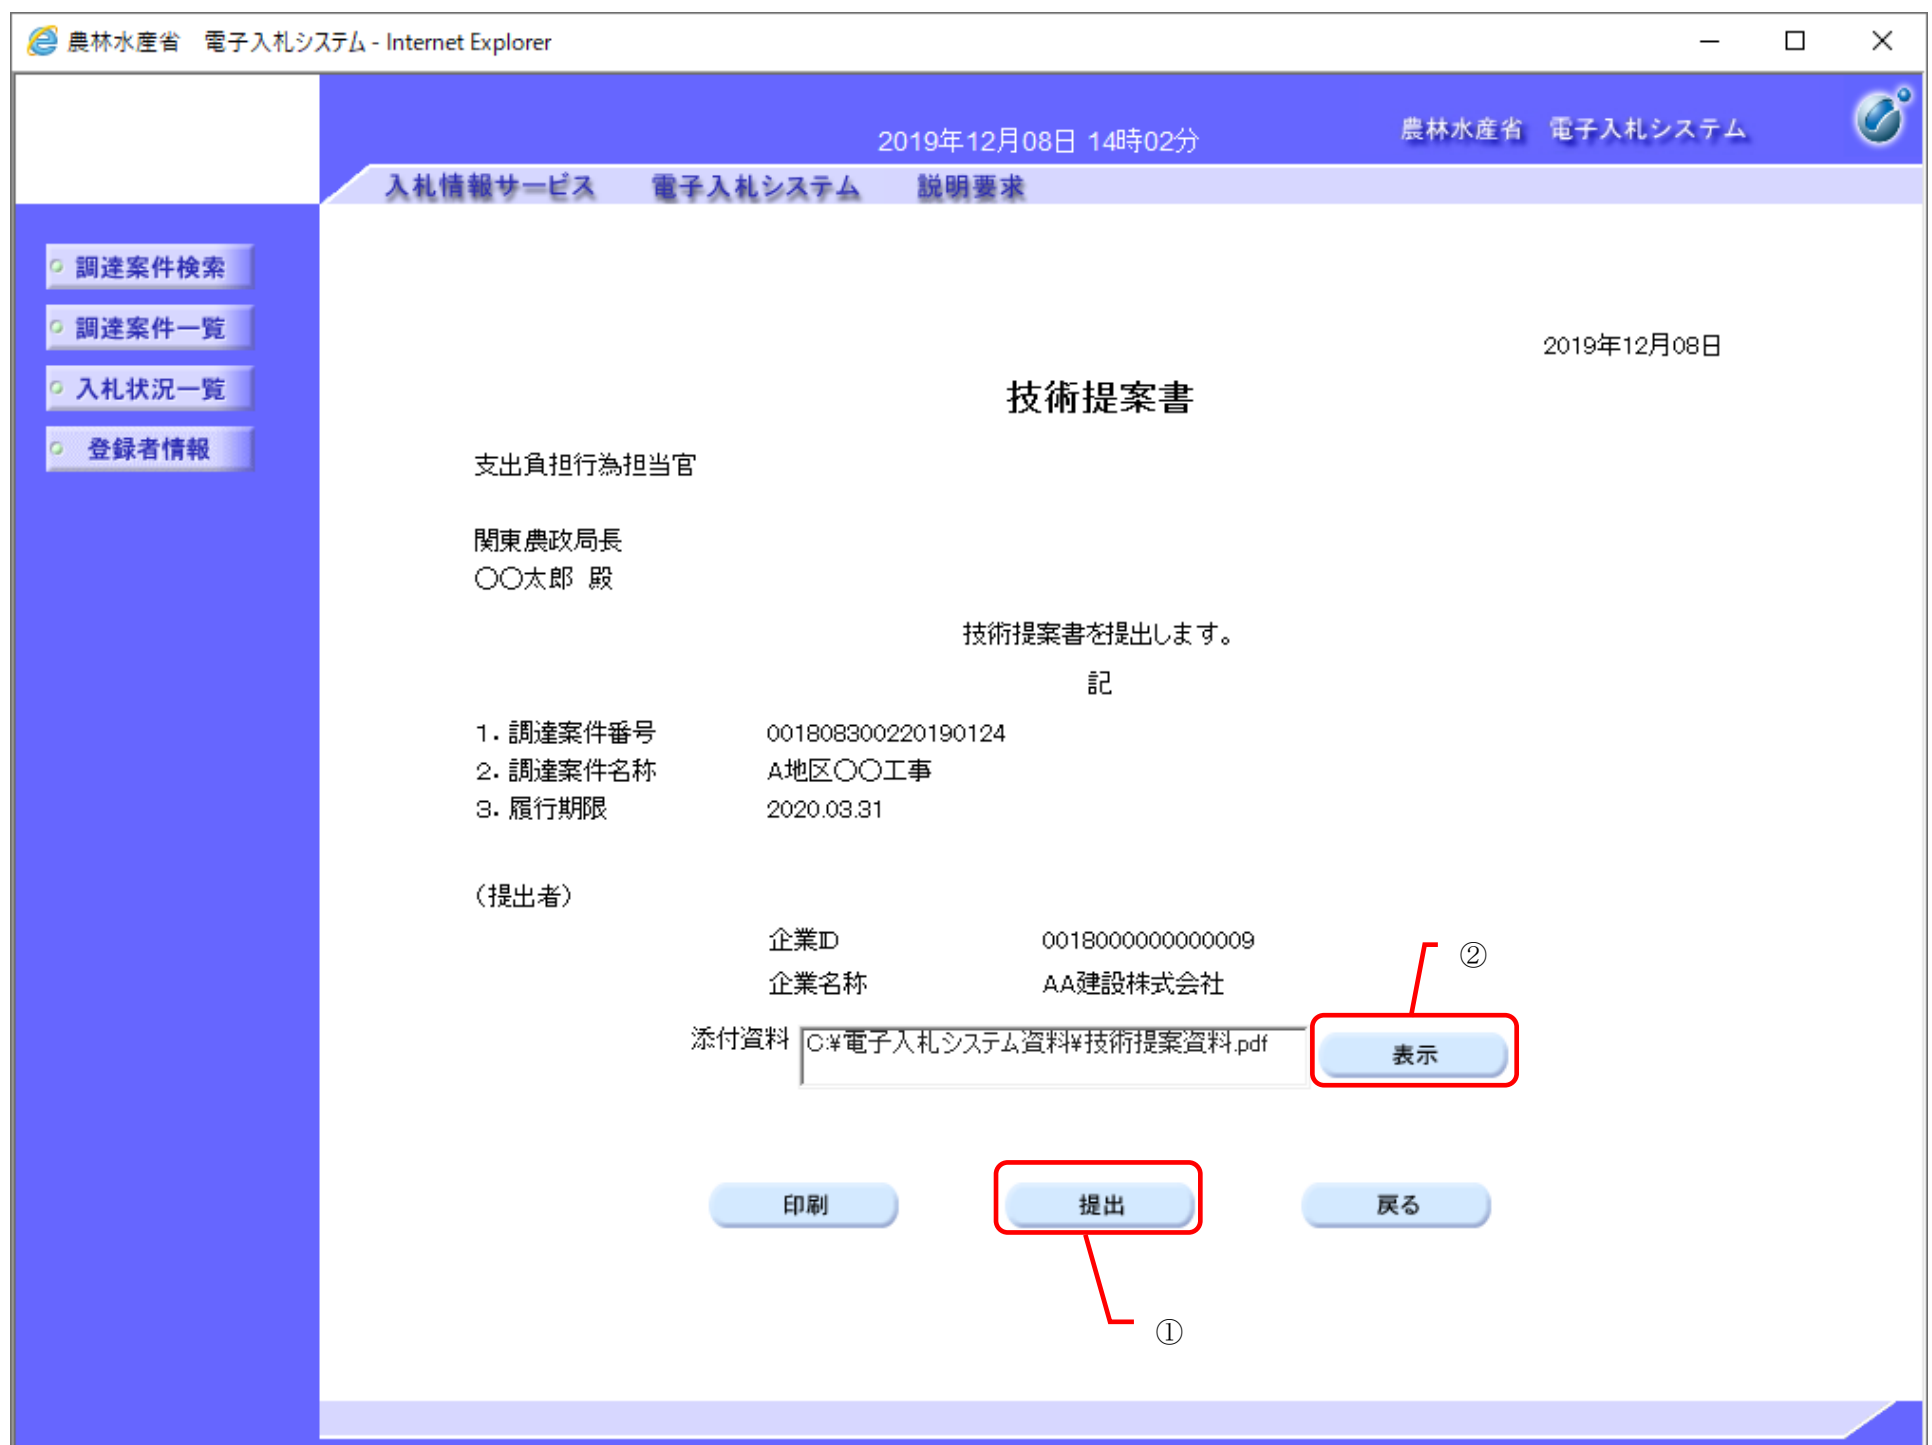 農林水産省　電子入札システム - Internet Explorer
2019年12月08日 14時02分
農林水産省　電子入札システム
入札情報サービス　電子入札システム　説明要求
調達案件検索
調達案件一覧
入札状況一覧
登録者情報
2019年12月08日
技術提案書
支出負担行為担当官
関東農政局長
〇〇太郎 殿
技術提案書を提出します。
記
1．調達案件番号　001808300220190124
2．調達案件名称　A地区〇〇工事
3．履行期限　2020.03.31
（提出者）
企業ID　0018000000000009
②
企業名称　AA建設株式会社
添付資料　C:¥電子入札システム資料¥技術提案資料.pdf　表示
印刷　提出　戻る
①